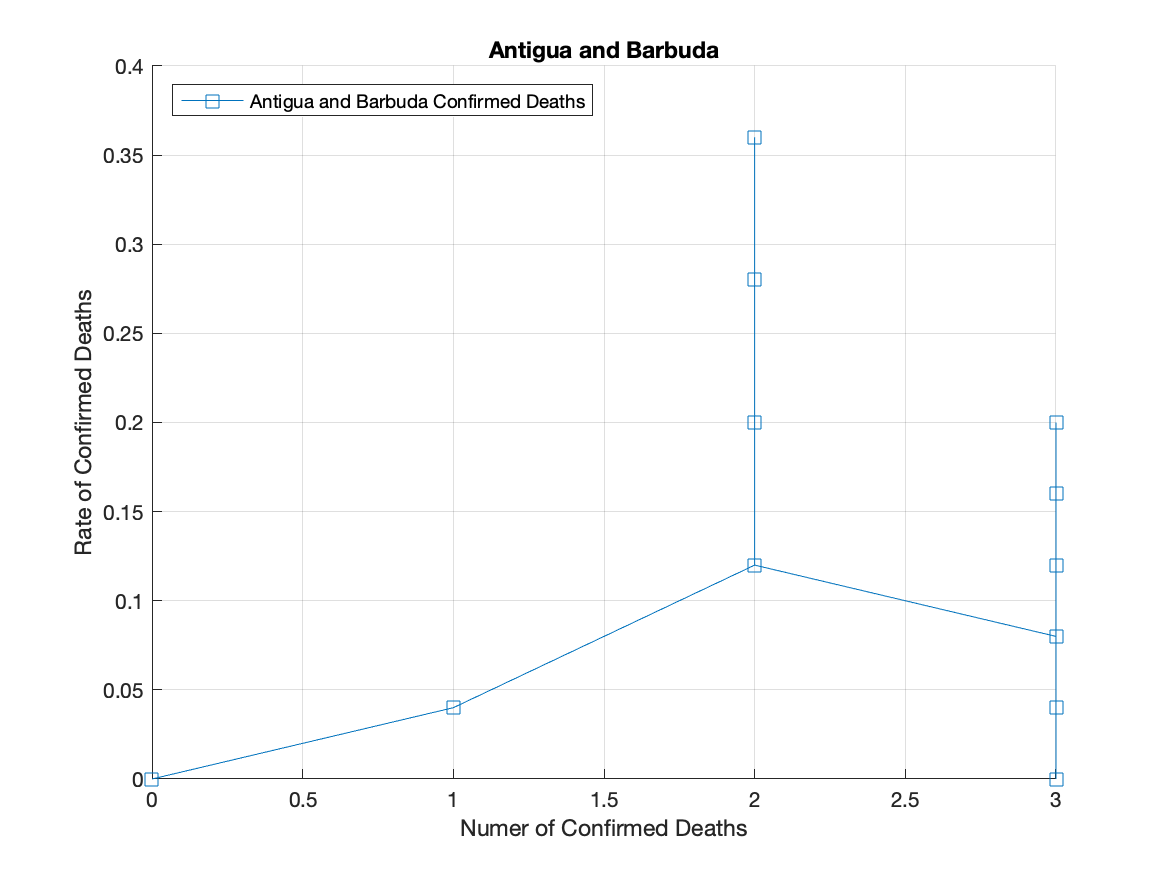 Antigua and Barbuda
Antigua and Barbuda Confirmed Deaths
0.4
0.35
0.3
0.25
0.2
0.15
0.1
0.05
0
Rate of Confirmed Deaths
0 0.5 1 1.5 2 2.5 3
Numer of Confirmed Deaths